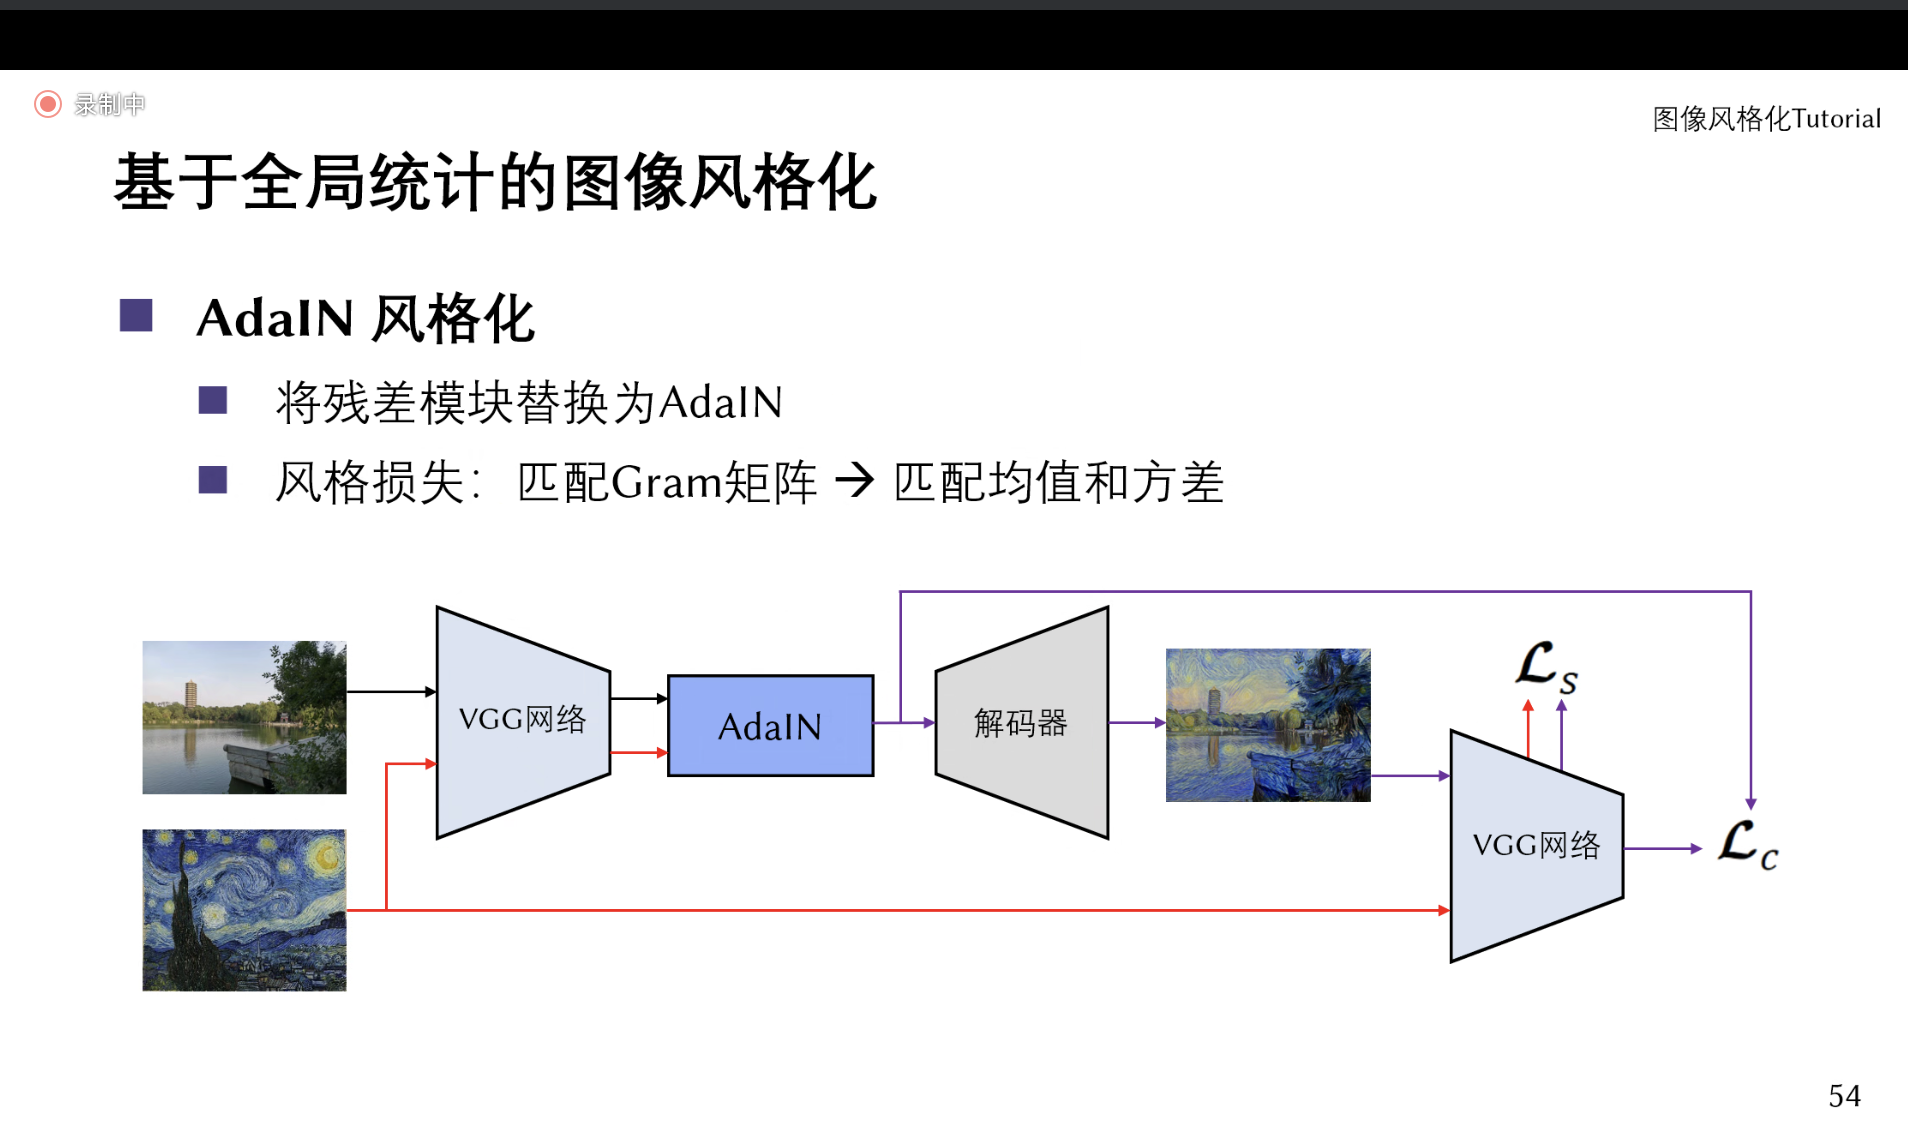 录制中
图像风格化Tutorial
基于全局统计的图像风格化
AdaIN 风格化
将残差模块替换为AdaIN
风格损失：匹配Gram矩阵 → 匹配均值和方差
VGG网络
AdaIN
解码器
ℒs
VGG网络
ℒc
54